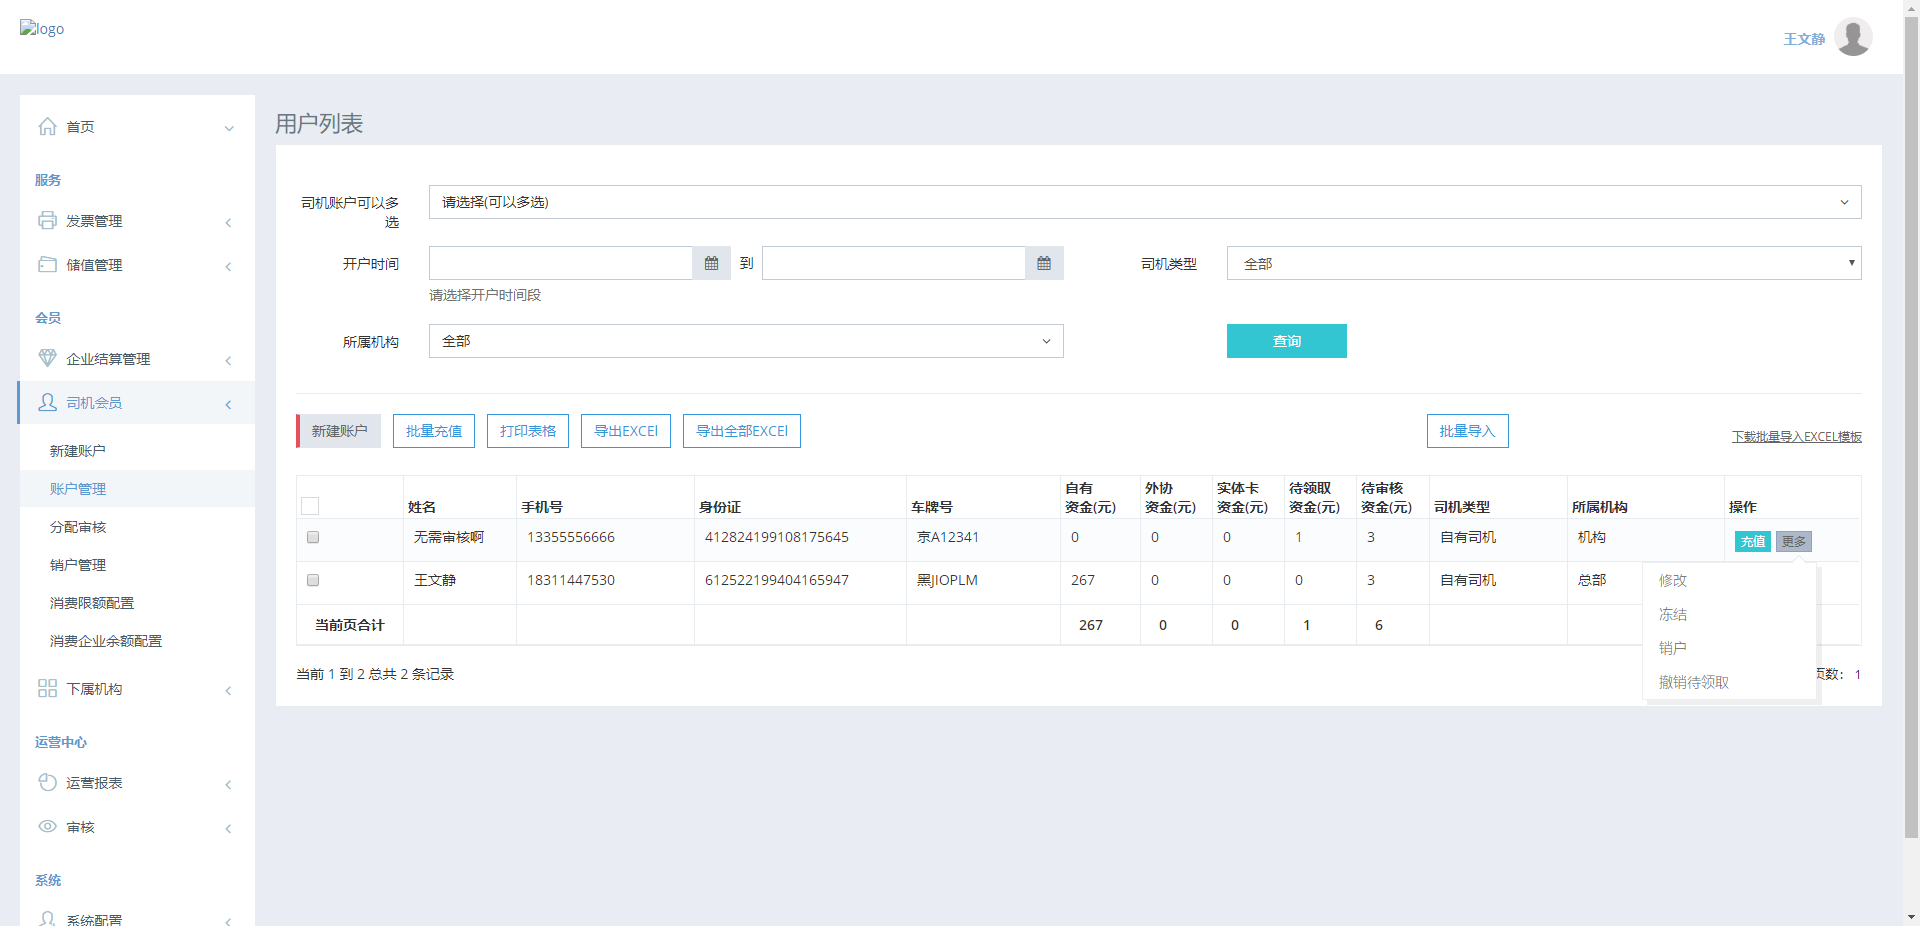 logo
王文静
首页
服务
发票管理
储值管理
会员
企业结算管理
司机会员
新建账户
账户管理
分配审核
销户管理
消费限额配置
消费企业余额配置
下属机构
运营中心
运营报表
审核
系统
系统配置
用户列表
司机账户可以多
选
请选择(可以多选)
开户时间
到
司机类型
全部
请选择开户时间段
所属机构
全部
查询
新建账户
批量充值
打印表格
导出EXCEl
导出全部EXCEl
批量导入
下载批量导入EXCEL模板
姓名 手机号 身份证 车牌号 自有资金(元) 外协资金(元) 实体卡资金(元) 待领取资金(元) 待审核资金(元) 司机类型 所属机构 操作
无需审核啊 13355556666 412824199108175645 京A12341 0 0 0 1 3 自有司机 机构 充值 更多
王文静 18311447530 612522199404165947 黑JIOPLM 267 0 0 0 3 自有司机 总部
当前页合计 267 0 0 1 6
修改
冻结
销户
撤销待领取
当前 1 到 2 总共 2 条记录
页数： 1